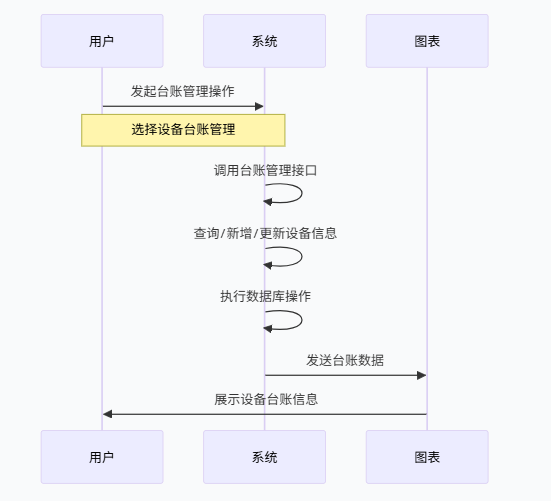 用户
系统
图表
发起台账管理操作
选择设备台账管理
调用台账管理接口
查询/新增/更新设备信息
执行数据库操作
发送台账数据
展示设备台账信息
用户
系统
图表